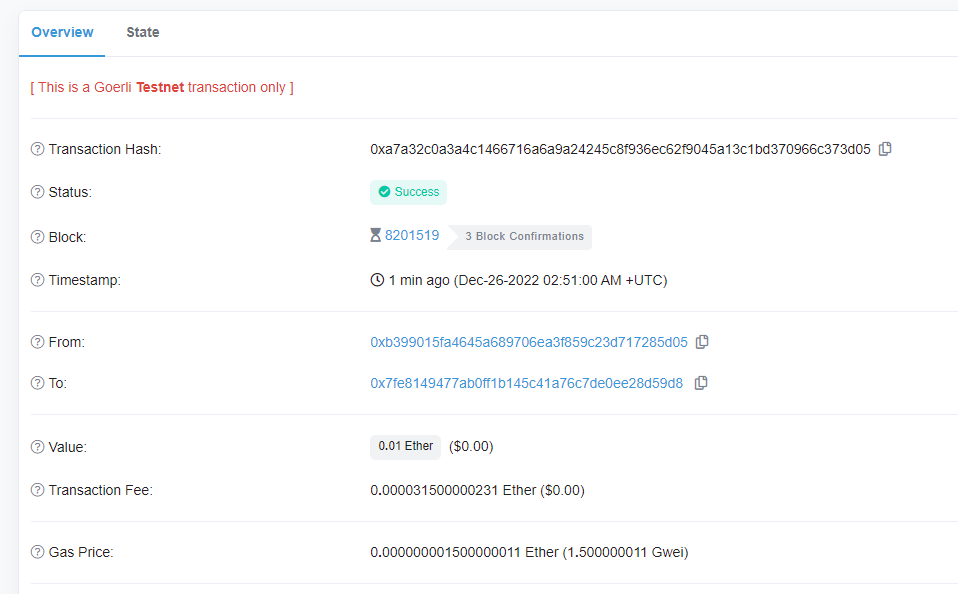 Overview State
[ This is a Goerli Testnet transaction only ]
Transaction Hash: 0xa7a32c0a3a4c1466716a6a9a24245c8f936ec62f9045a13c1bd370966c373d05
Status: Success
Block: 8201519 3 Block Confirmations
Timestamp: 1 min ago (Dec-26-2022 02:51:00 AM +UTC)
From: 0xb399015fa4645a689706ea3f859c23d717285d05
To: 0x7fe8149477ab0ff1b145c41a76c7de0ee28d59d8
Value: 0.01 Ether ($0.00)
Transaction Fee: 0.000031500000231 Ether ($0.00)
Gas Price: 0.000000001500000011 Ether (1.500000011 Gwei)